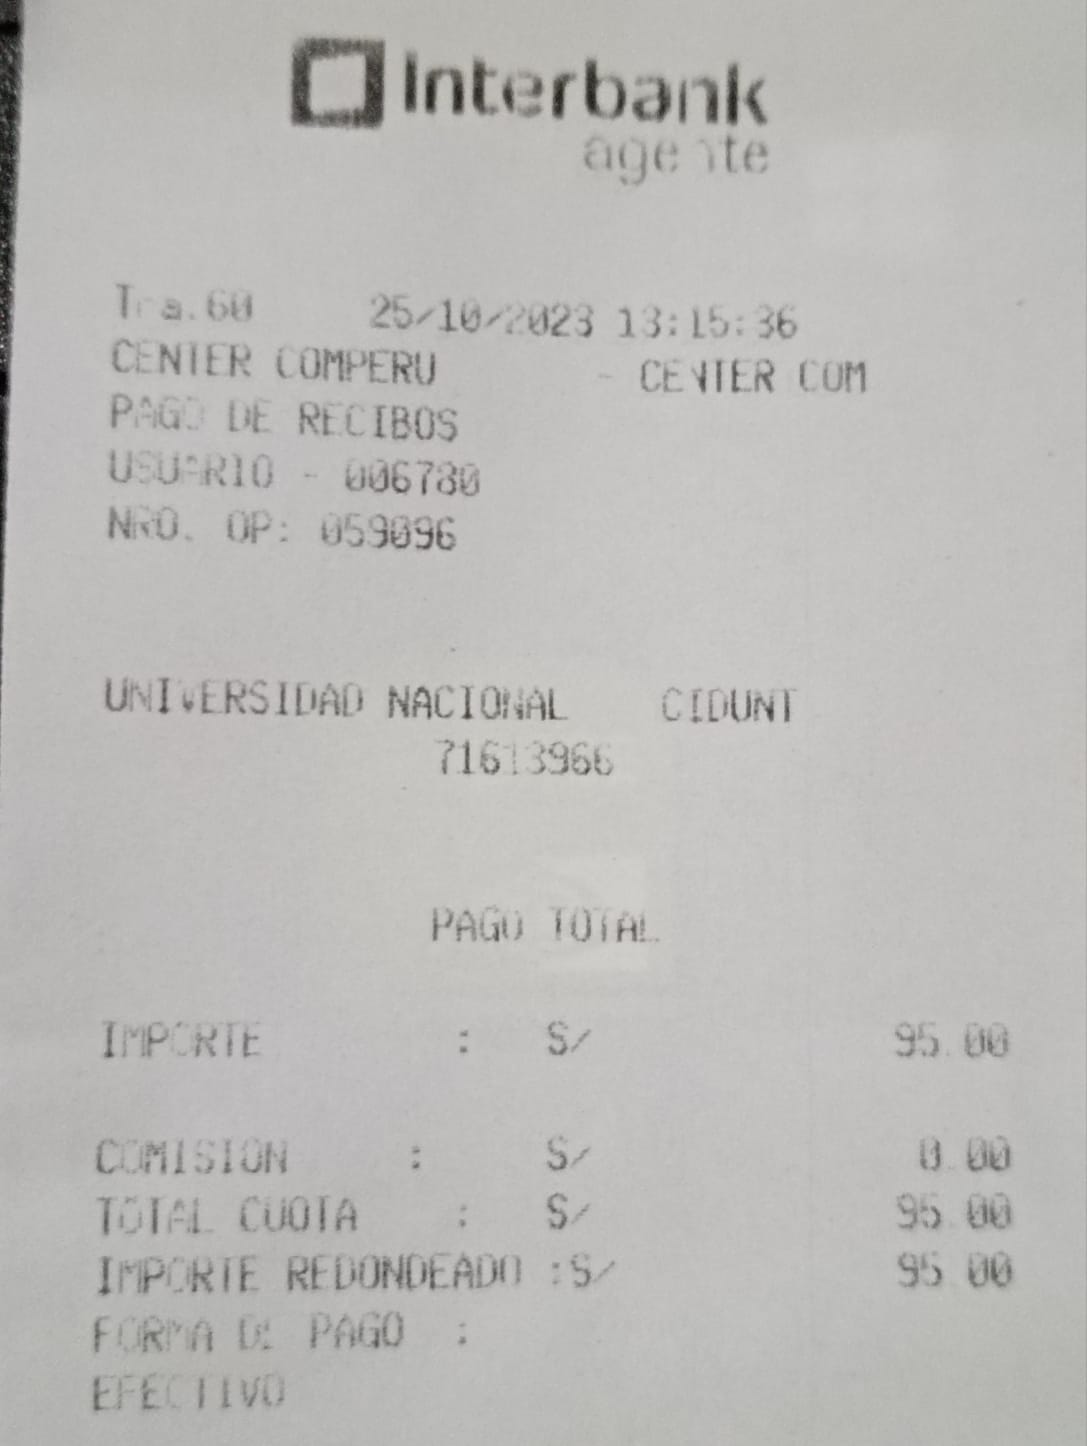 Interbank
agente
Tra.60 25/10/2023 13:15:36
CENTER COMPERU - CENTER COM
PAGO DE RECIBOS
USUARIO - 006780
NRO. OP: 059096
UNIVERSIDAD NACIONAL CIDUNT
71613966
PAGO TOTAL
IMPORTE : S/ 95.00
COMISION : S/ 0.00
TOTAL CUOTA : S/ 95.00
IMPORTE REDONDEADO :S/ 95.00
FORMA DE PAGO :
EFECTIVO